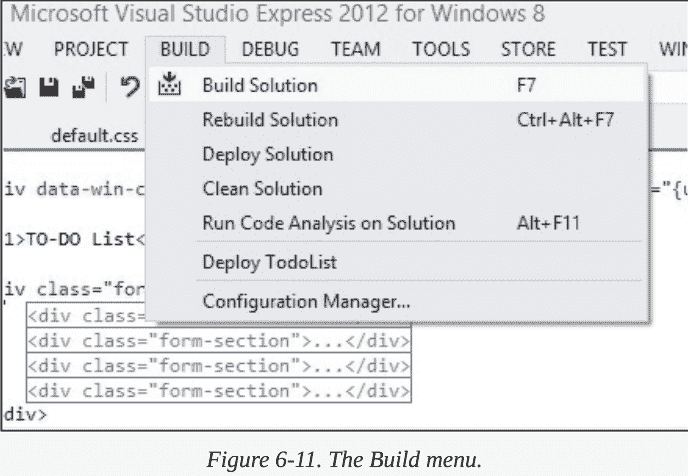 Microsoft Visual Studio Express 2012 for Windows 8
EW PROJECT BUILD DEBUG TEAM TOOLS STORE TEST WIN
Build Solution F7
Rebuild Solution Ctrl+Alt+F7
default.css
Deploy Solution
iv data-win-c ="{u
Clean Solution
Run Code Analysis on Solution Alt+F11
1>TO-DO List<
Deploy TodoList
iv class="for
Configuration Manager...
<div class=
<div class="form-section">...</div>
<div class="form-section">...</div>
<div class="form-section">...</div>
div>
Figure 6-11. The Build menu.